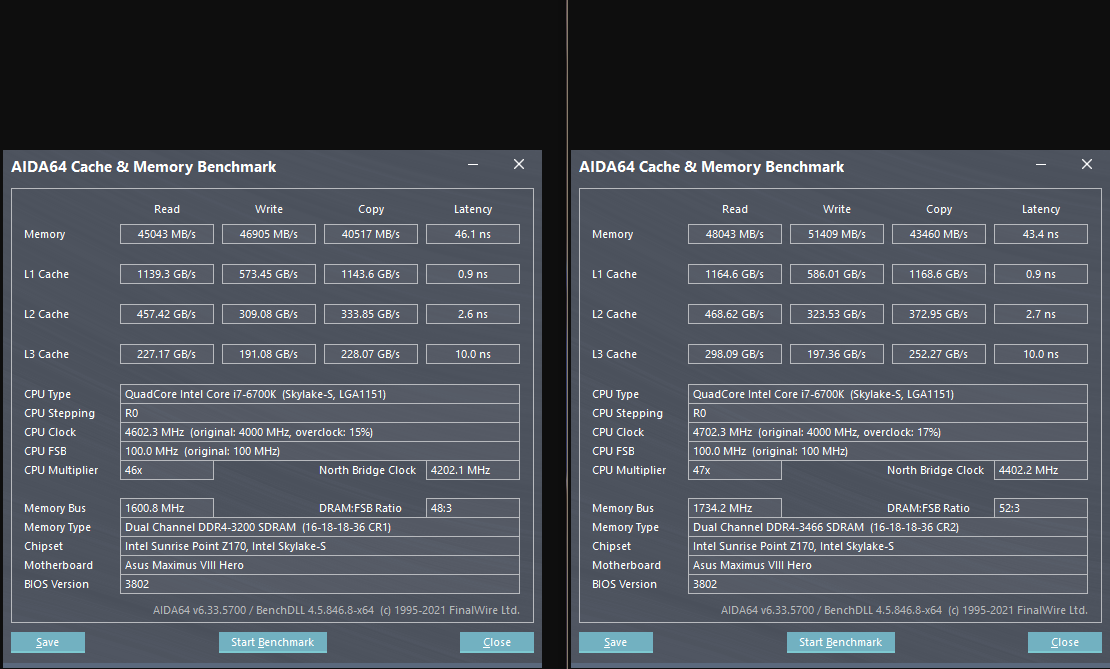 AIDA64 Cache & Memory Benchmark
Read Write Copy Latency
Memory 45043 MB/s 46905 MB/s 40517 MB/s 46.1 ns
L1 Cache 1139.3 GB/s 573.45 GB/s 1143.6 GB/s 0.9 ns
L2 Cache 457.42 GB/s 309.08 GB/s 333.85 GB/s 2.6 ns
L3 Cache 227.17 GB/s 191.08 GB/s 228.07 GB/s 10.0 ns
CPU Type QuadCore Intel Core i7-6700K (Skylake-S, LGA1151)
CPU Stepping R0
CPU Clock 4602.3 MHz (original: 4000 MHz, overclock: 15%)
CPU FSB 100.0 MHz (original: 100 MHz)
CPU Multiplier 46x North Bridge Clock 4202.1 MHz
Memory Bus 1600.8 MHz DRAM:FSB Ratio 48:3
Memory Type Dual Channel DDR4-3200 SDRAM (16-18-18-36 CR1)
Chipset Intel Sunrise Point Z170, Intel Skylake-S
Motherboard Asus Maximus VIII Hero
BIOS Version 3802
AIDA64 v6.33.5700 / BenchDLL 4.5.846.8-x64 (c) 1995-2021 FinalWire Ltd.
Save Start Benchmark Close
AIDA64 Cache & Memory Benchmark
Read Write Copy Latency
Memory 48043 MB/s 51409 MB/s 43460 MB/s 43.4 ns
L1 Cache 1164.6 GB/s 586.01 GB/s 1168.6 GB/s 0.9 ns
L2 Cache 468.62 GB/s 323.53 GB/s 372.95 GB/s 2.7 ns
L3 Cache 298.09 GB/s 197.36 GB/s 252.27 GB/s 10.0 ns
CPU Type QuadCore Intel Core i7-6700K (Skylake-S, LGA1151)
CPU Stepping R0
CPU Clock 4702.3 MHz (original: 4000 MHz, overclock: 17%)
CPU FSB 100.0 MHz (original: 100 MHz)
CPU Multiplier 47x North Bridge Clock 4402.2 MHz
Memory Bus 1734.2 MHz DRAM:FSB Ratio 52:3
Memory Type Dual Channel DDR4-3466 SDRAM (16-18-18-36 CR2)
Chipset Intel Sunrise Point Z170, Intel Skylake-S
Motherboard Asus Maximus VIII Hero
BIOS Version 3802
AIDA64 v6.33.5700 / BenchDLL 4.5.846.8-x64 (c) 1995-2021 FinalWire Ltd.
Save Start Benchmark Close